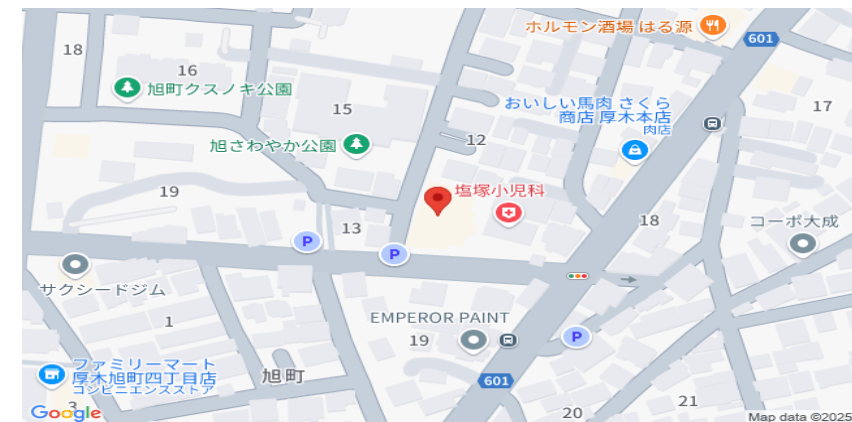 ホルモン酒場 はる源
601
18
16
旭町クスノキ公園
15
おいしい馬肉 さくら
商店 厚木本店
肉店
17
旭さわやか公園
12
19
塩塚小児科
13
18
コーポ大成
P
P
サクシードジム
1
EMPEROR PAINT
19
P
ファミリーマート
厚木旭町四丁目店
コンビニエンスストア
旭町
601
3
20
21
Google
Map data ©2025